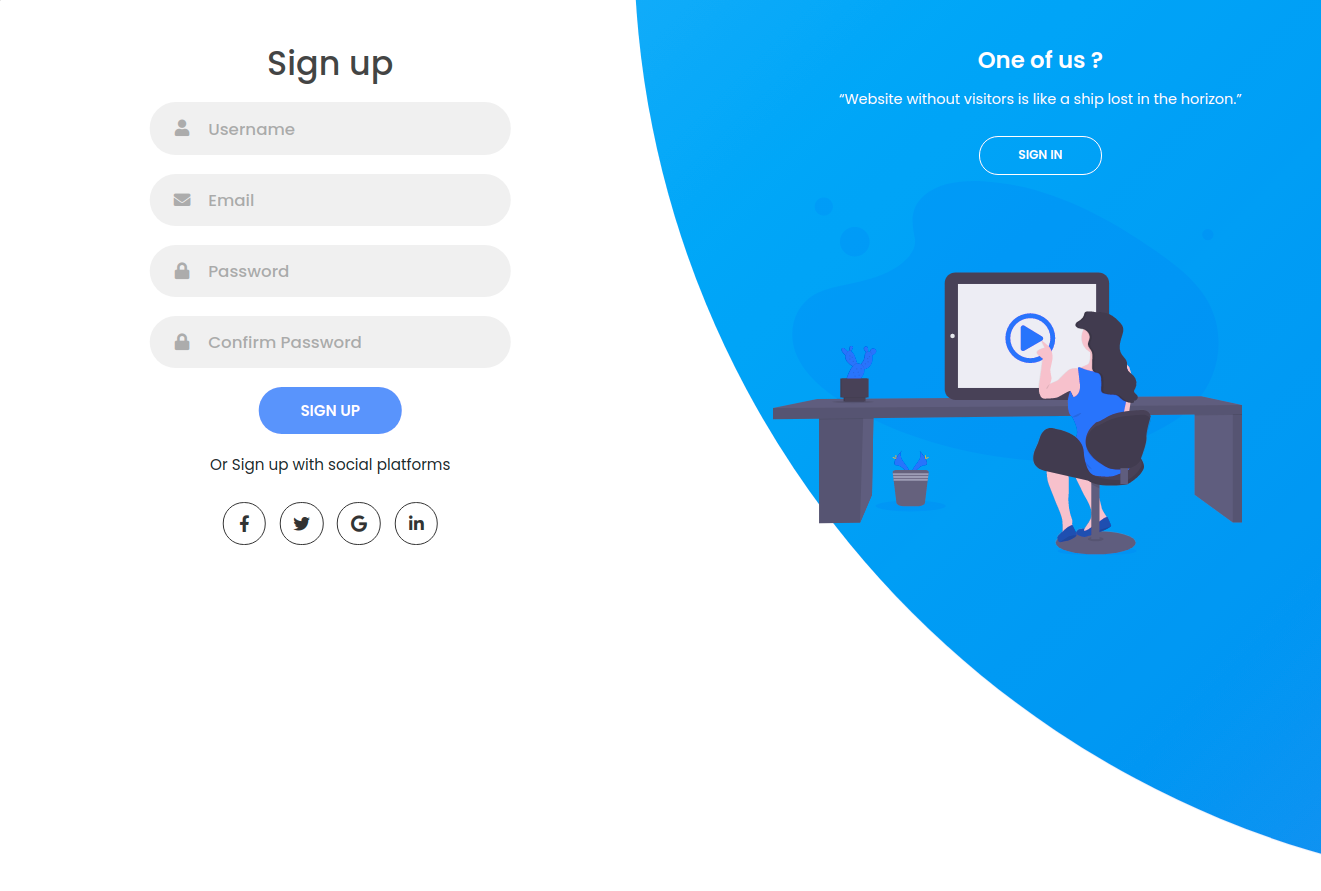 Sign up
Username
Email
Password
Confirm Password
SIGN UP
Or Sign up with social platforms
One of us ?
“Website without visitors is like a ship lost in the horizon.”
SIGN IN